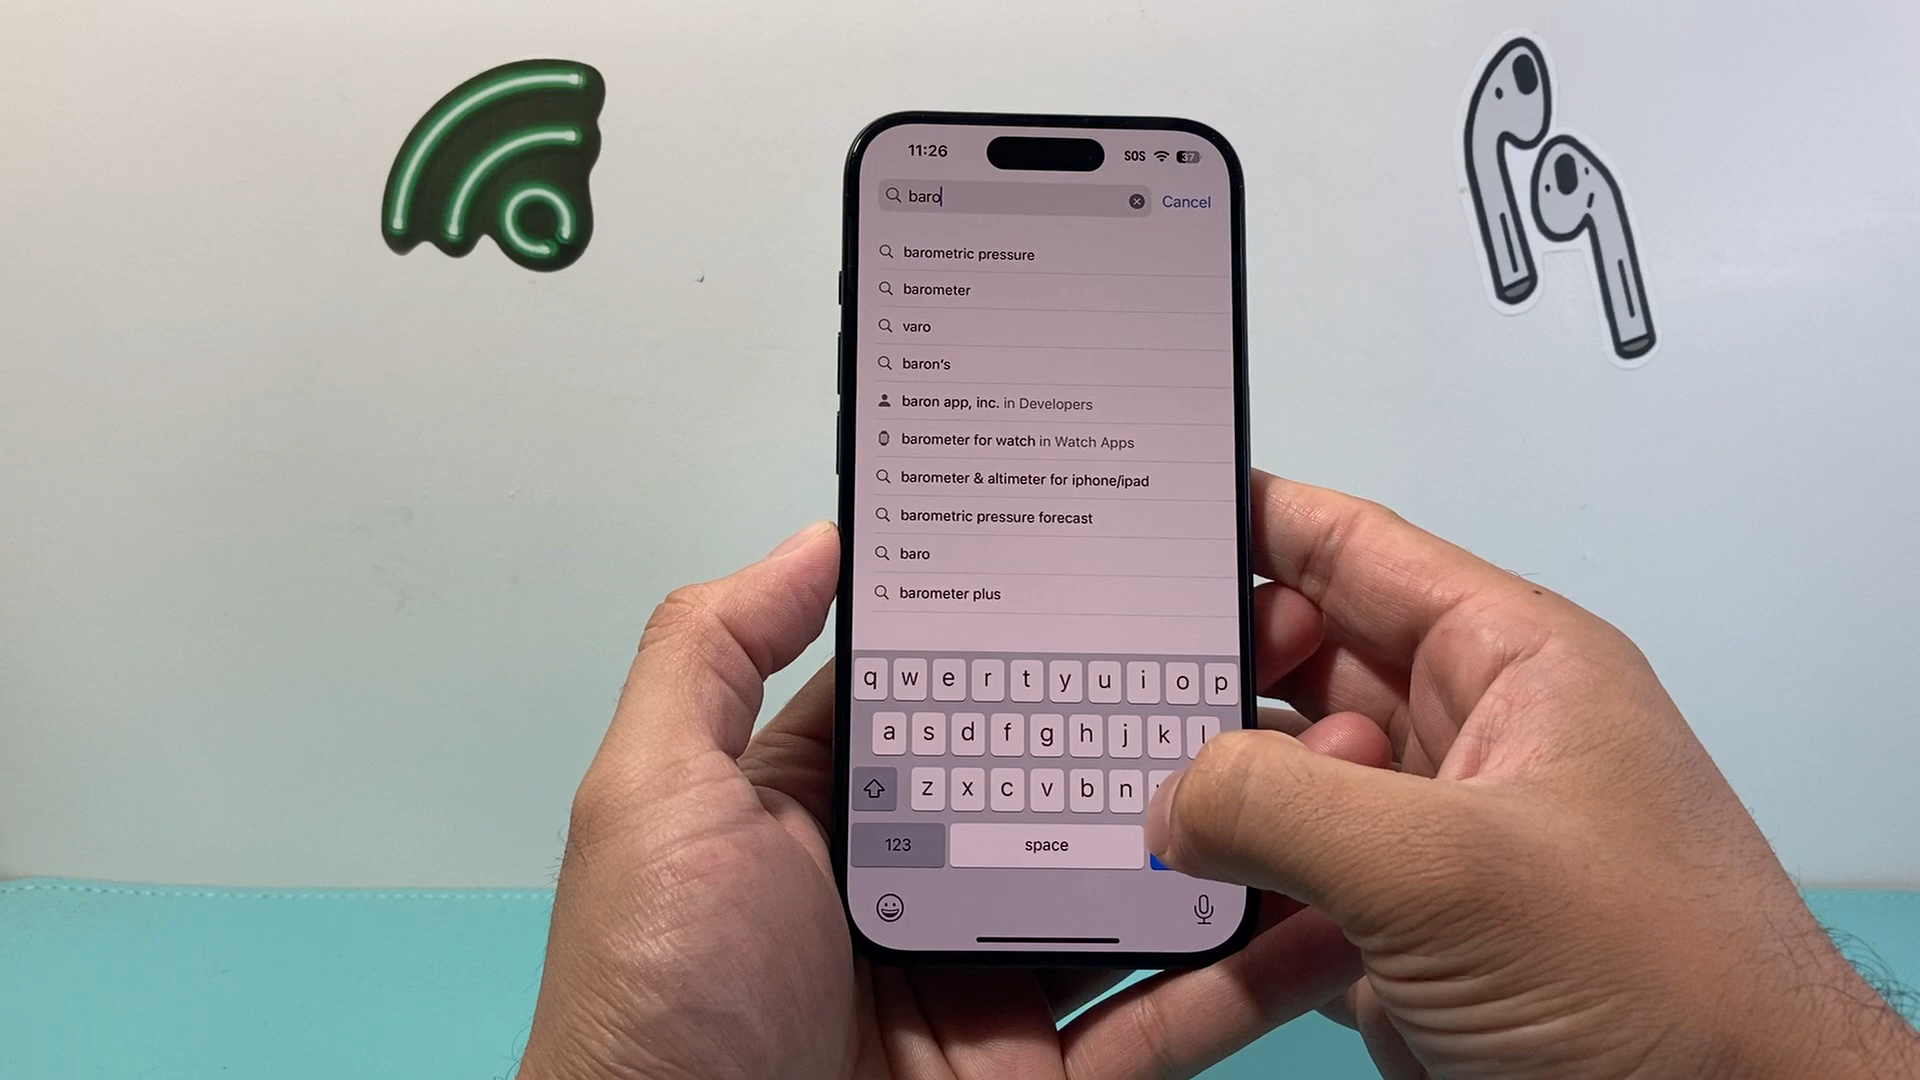 11:26
SOS
37
baro
Cancel
barometric pressure
barometer
varo
baron's
baron app, inc. in Developers
barometer for watch in Watch Apps
barometer & altimeter for iphone/ipad
barometric pressure forecast
baro
barometer plus
q w e r t y u i o p
a s d f g h j k l
z x c v b n
123
space